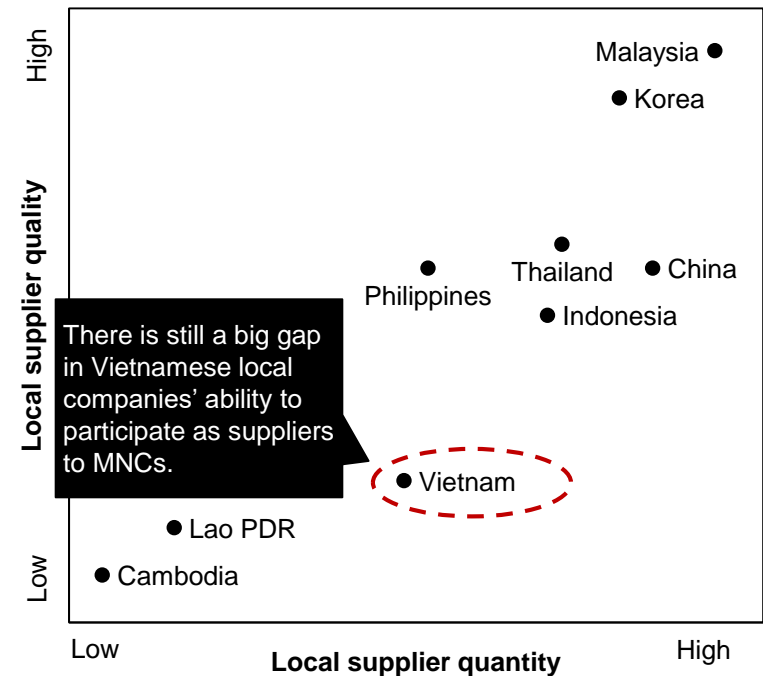 High
Malaysia
Korea
Local supplier quality
Thailand
China
Philippines
Indonesia
There is still a big gap
in Vietnamese local
companies’ ability to
participate as suppliers
to MNCs.
Vietnam
Lao PDR
Cambodia
Low
Low
Local supplier quantity
High